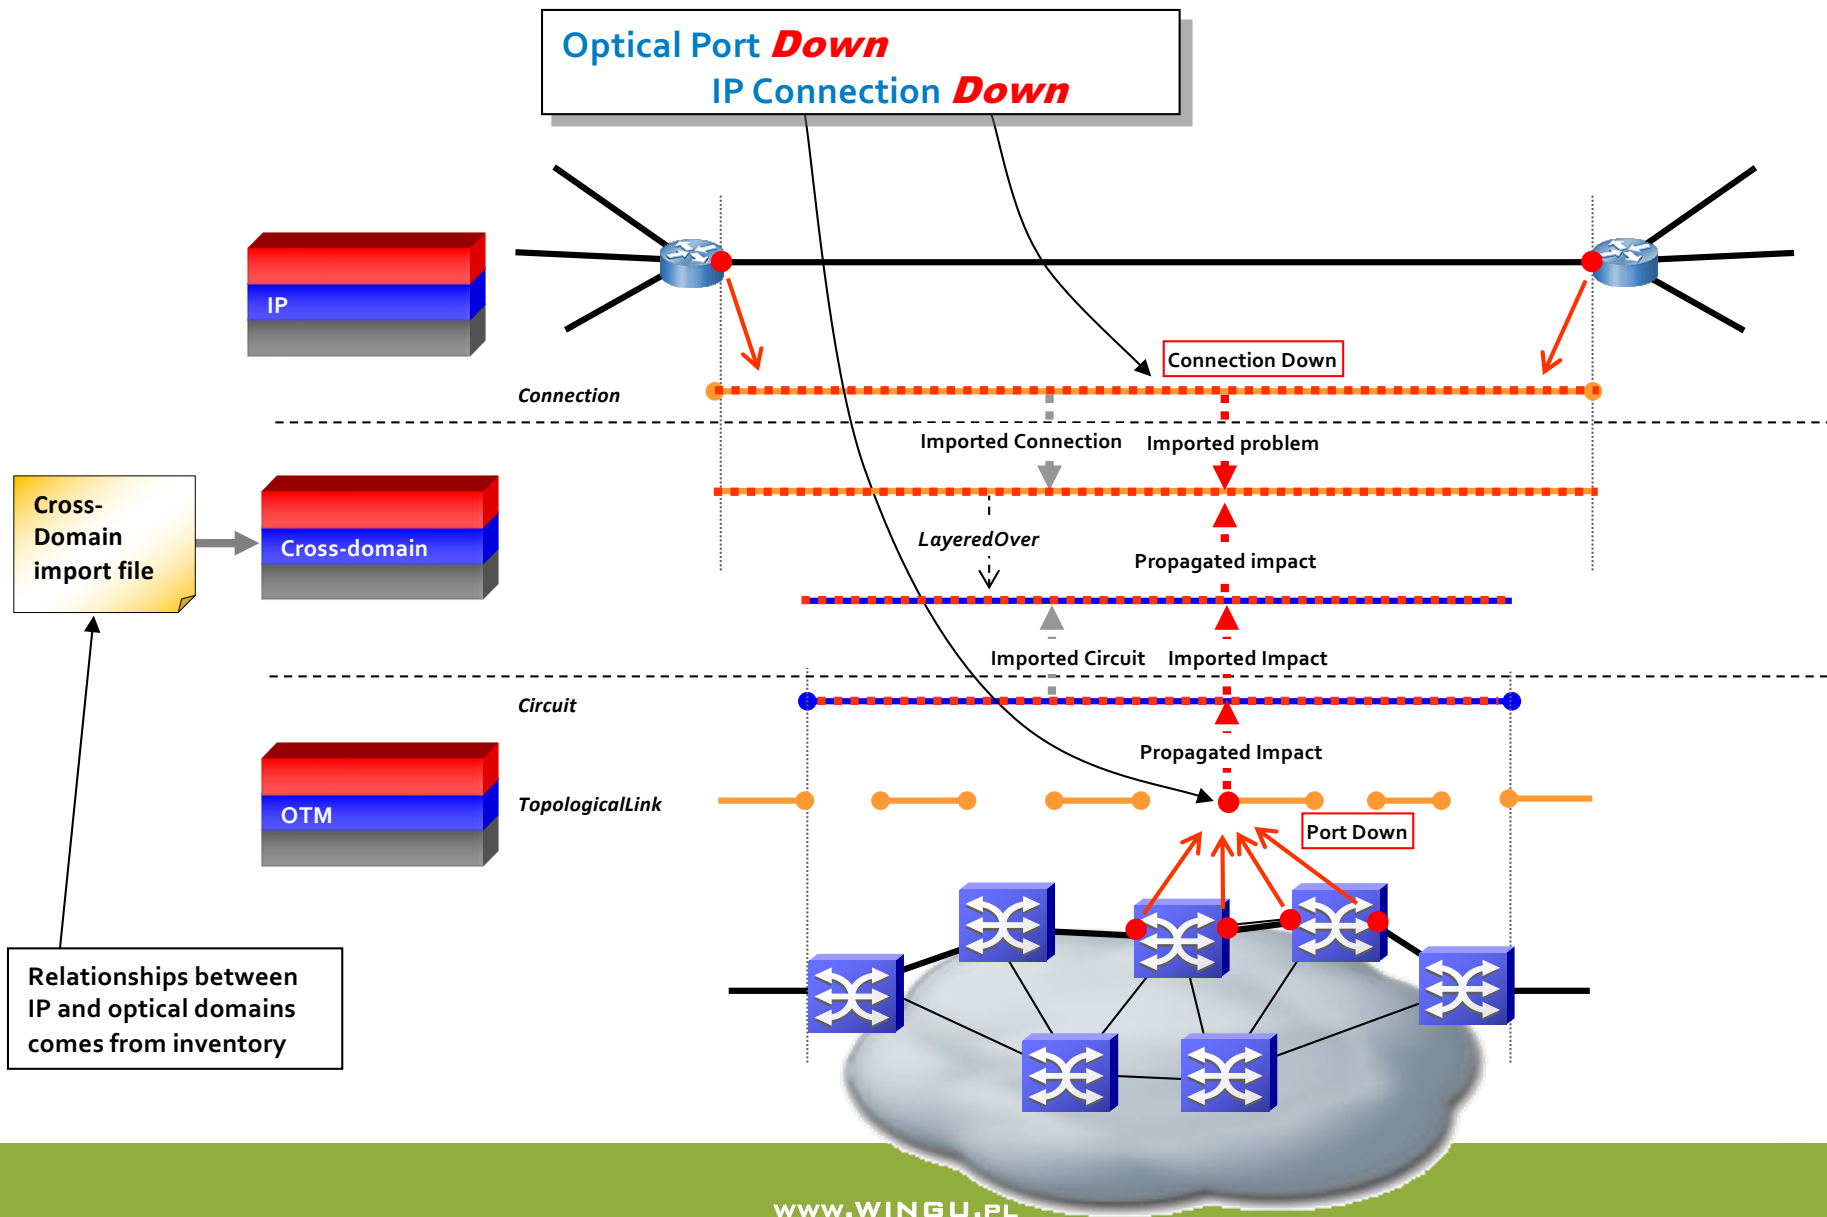 Optical Port Down
IP Connection Down
IP
Connection Down
Connection
Imported Connection
Imported problem
Cross-
Domain
import file
Cross-domain
LayeredOver
Propagated impact
Imported Circuit
Imported Impact
Circuit
Propagated Impact
OTM
TopologicalLink
Port Down
Relationships between
IP and optical domains
comes from inventory
www.WINGU.PL